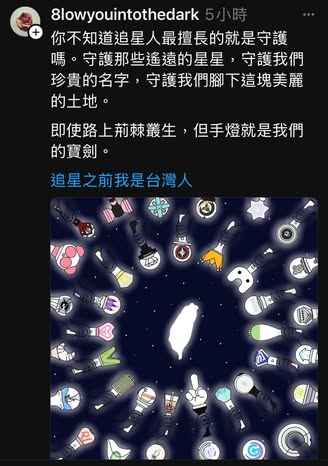 8lowyouintothedark 5小時
你不知道追星人最擅長的就是守護
嗎。守護那些遙遠的星星，守護我們
珍貴的名字，守護我們腳下這塊美麗
的土地。
即使路上荊棘叢生，但手燈就是我們
的寶劍。
追星之前我是台灣人